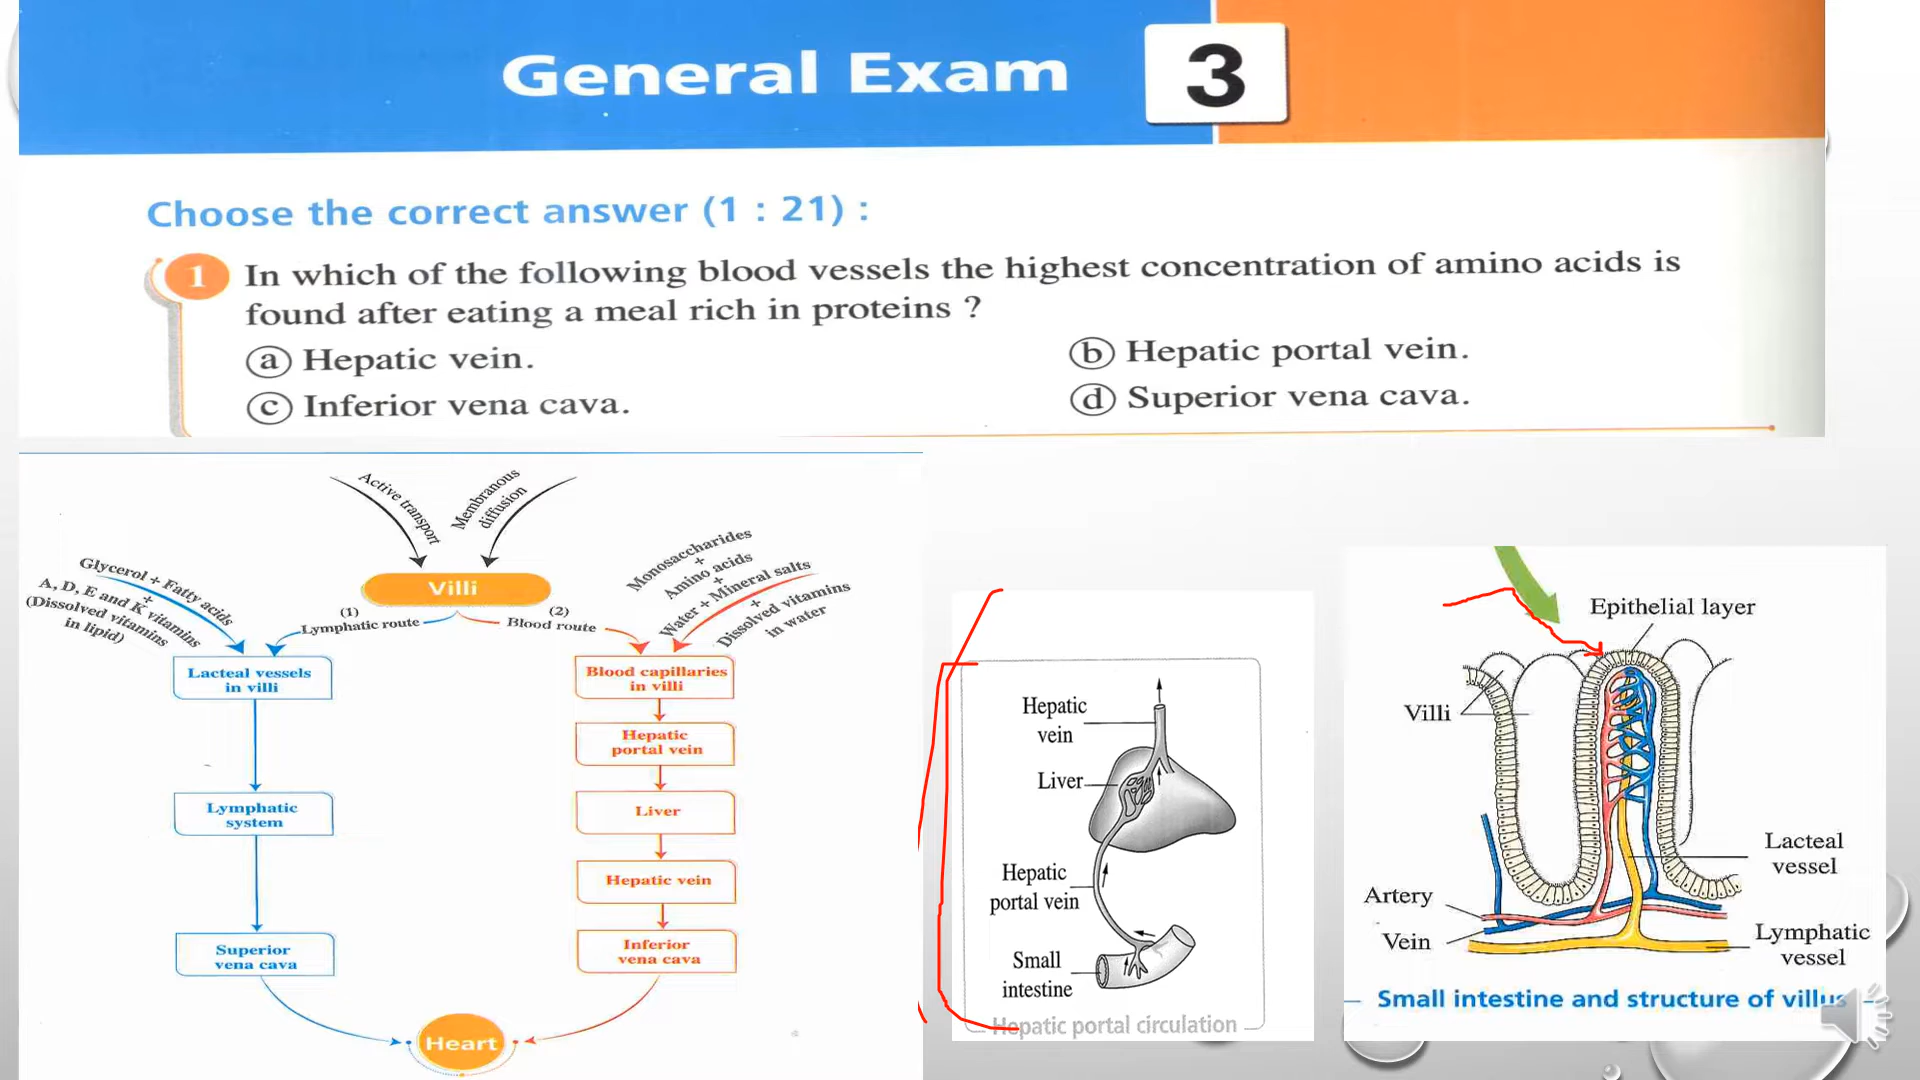 General Exam 3
Choose the correct answer (1 : 21) :
1 In which of the following blood vessels the highest concentration of amino acids is
found after eating a meal rich in proteins ?
a Hepatic vein.
b Hepatic portal vein.
c Inferior vena cava.
d Superior vena cava.
Active transport
Membranous
diffusion
Glycerol + Fatty acids
+
A, D, E and K vitamins
(Dissolved vitamins
in lipid)
Villi
(1)
Lymphatic route
(2)
Blood route
Monosaccharides
+
Amino acids
+
Water + Mineral salts
+
Dissolved vitamins
in water
Lacteal vessels
in villi
Lymphatic
system
Superior
vena cava
Blood capillaries
in villi
Hepatic
portal vein
Liver
Hepatic vein
Inferior
vena cava
Heart
Hepatic
vein
Liver
Hepatic
portal vein
Small
intestine
Hepatic portal circulation
Epithelial layer
Villi
Lacteal
vessel
Artery
Vein
Lymphatic
vessel
Small intestine and structure of villus